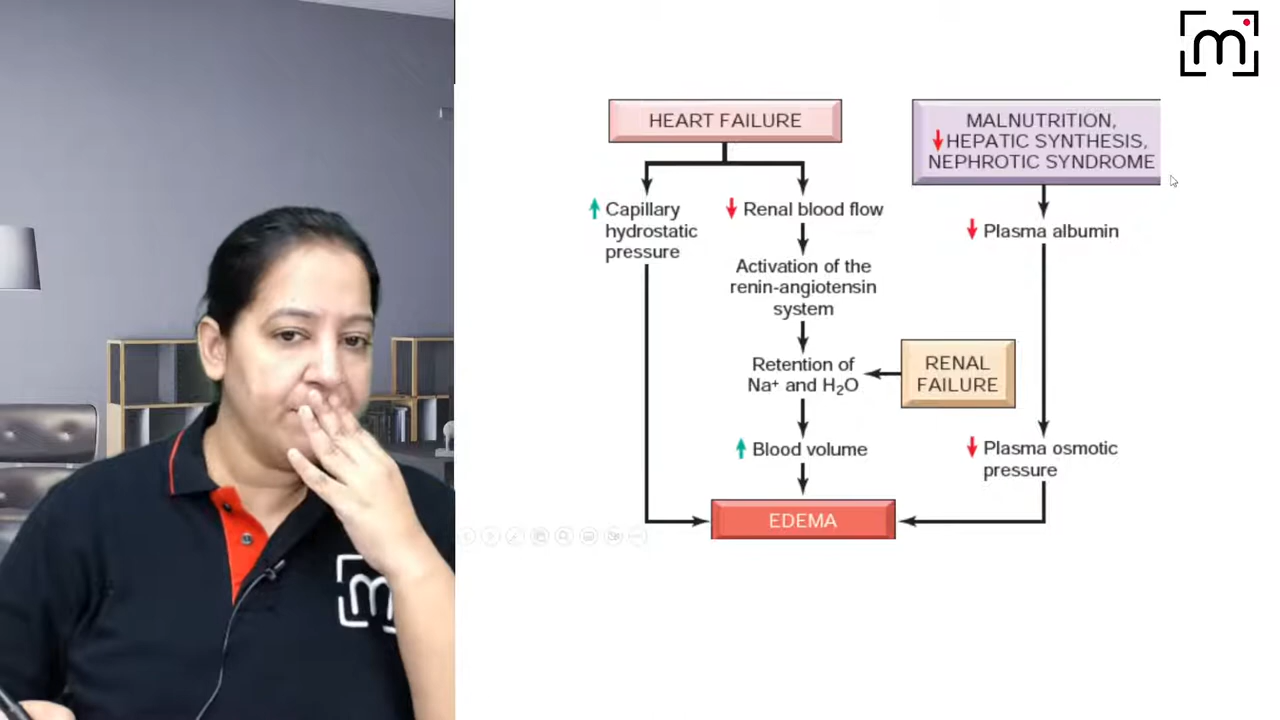 m
HEART FAILURE
MALNUTRITION,
↓HEPATIC SYNTHESIS,
NEPHROTIC SYNDROME
↑ Capillary
hydrostatic
pressure
↓ Renal blood flow
Activation of the
renin-angiotensin
system
Retention of
Na⁺ and H₂O
RENAL
FAILURE
↑ Blood volume
↓ Plasma albumin
↓ Plasma osmotic
pressure
EDEMA
m